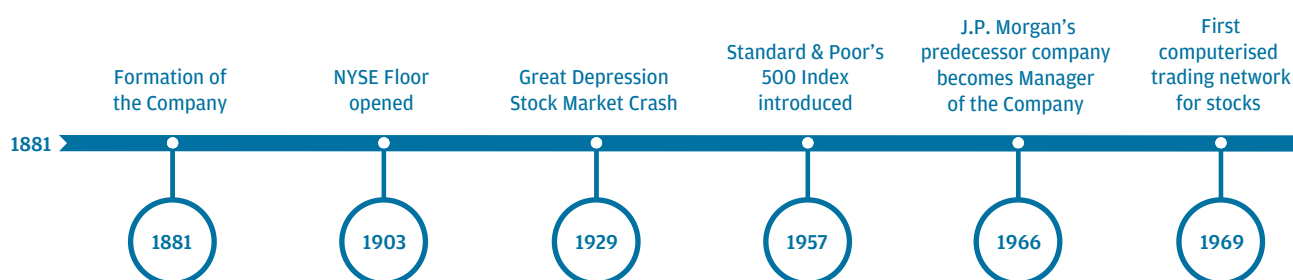 Formation of
the Company
NYSE Floor
opened
Great Depression
Stock Market Crash
Standard & Poor's
500 Index
introduced
J.P. Morgan's
predecessor company
becomes Manager
of the Company
First
computerised
trading network
for stocks
1881
1881
1903
1929
1957
1966
1969